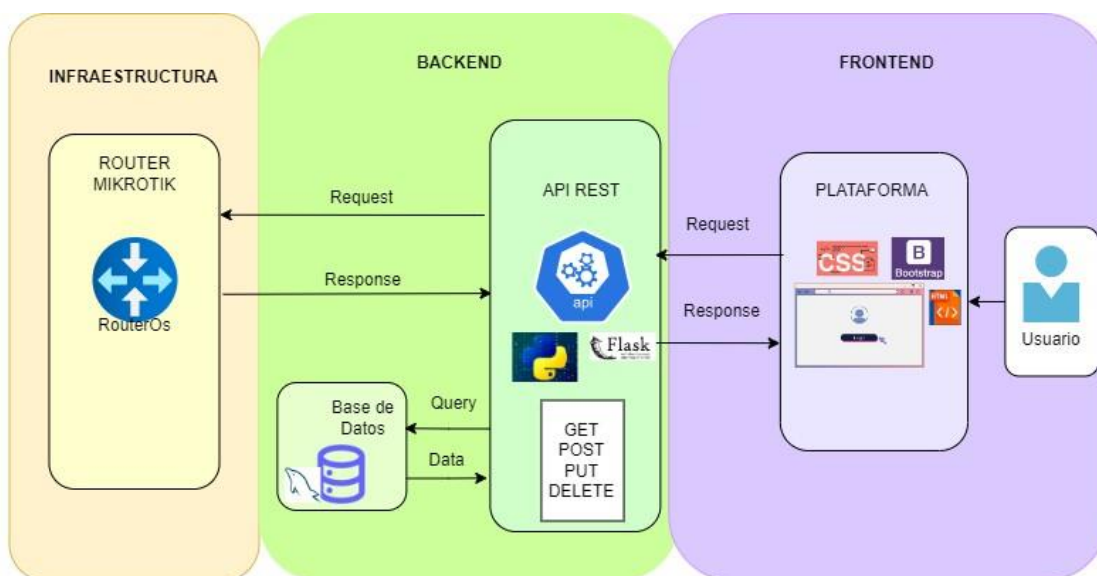 INFRAESTRUCTURA
BACKEND
FRONTEND
ROUTER
MIKROTIK
RouterOs
Request
Response
API REST
api
Flask
GET
POST
PUT
DELETE
Base de
Datos
Query
Data
Request
Response
PLATAFORMA
CSS
B
Bootstrap
HTML
</>
Usuario